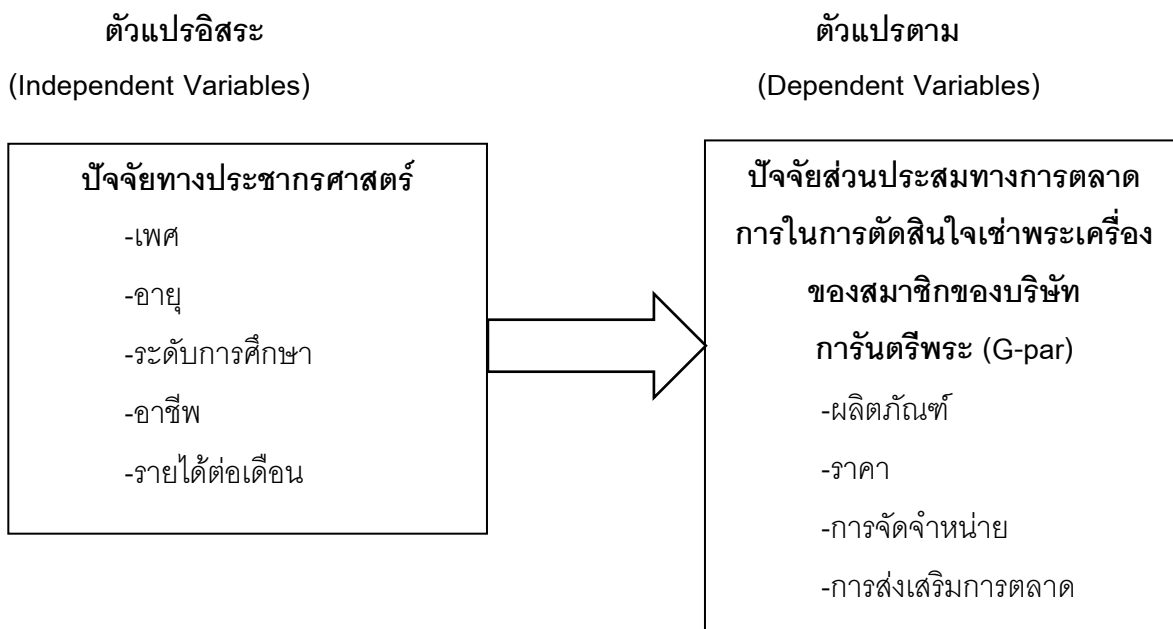 ตัวแปรอิสระ
(Independent Variables)
ปัจจัยทางประชากรศาสตร์
-เพศ
-อายุ
-ระดับการศึกษา
-อาชีพ
-รายได้ต่อเดือน
ตัวแปรตาม
(Dependent Variables)
ปัจจัยส่วนประสมทางการตลาด
การในการตัดสินใจเช่าพระเครื่อง
ของสมาชิกของบริษัท
การันตรีพระ (G-par)
-ผลิตภัณฑ์
-ราคา
-การจัดจำหน่าย
-การส่งเสริมการตลาด